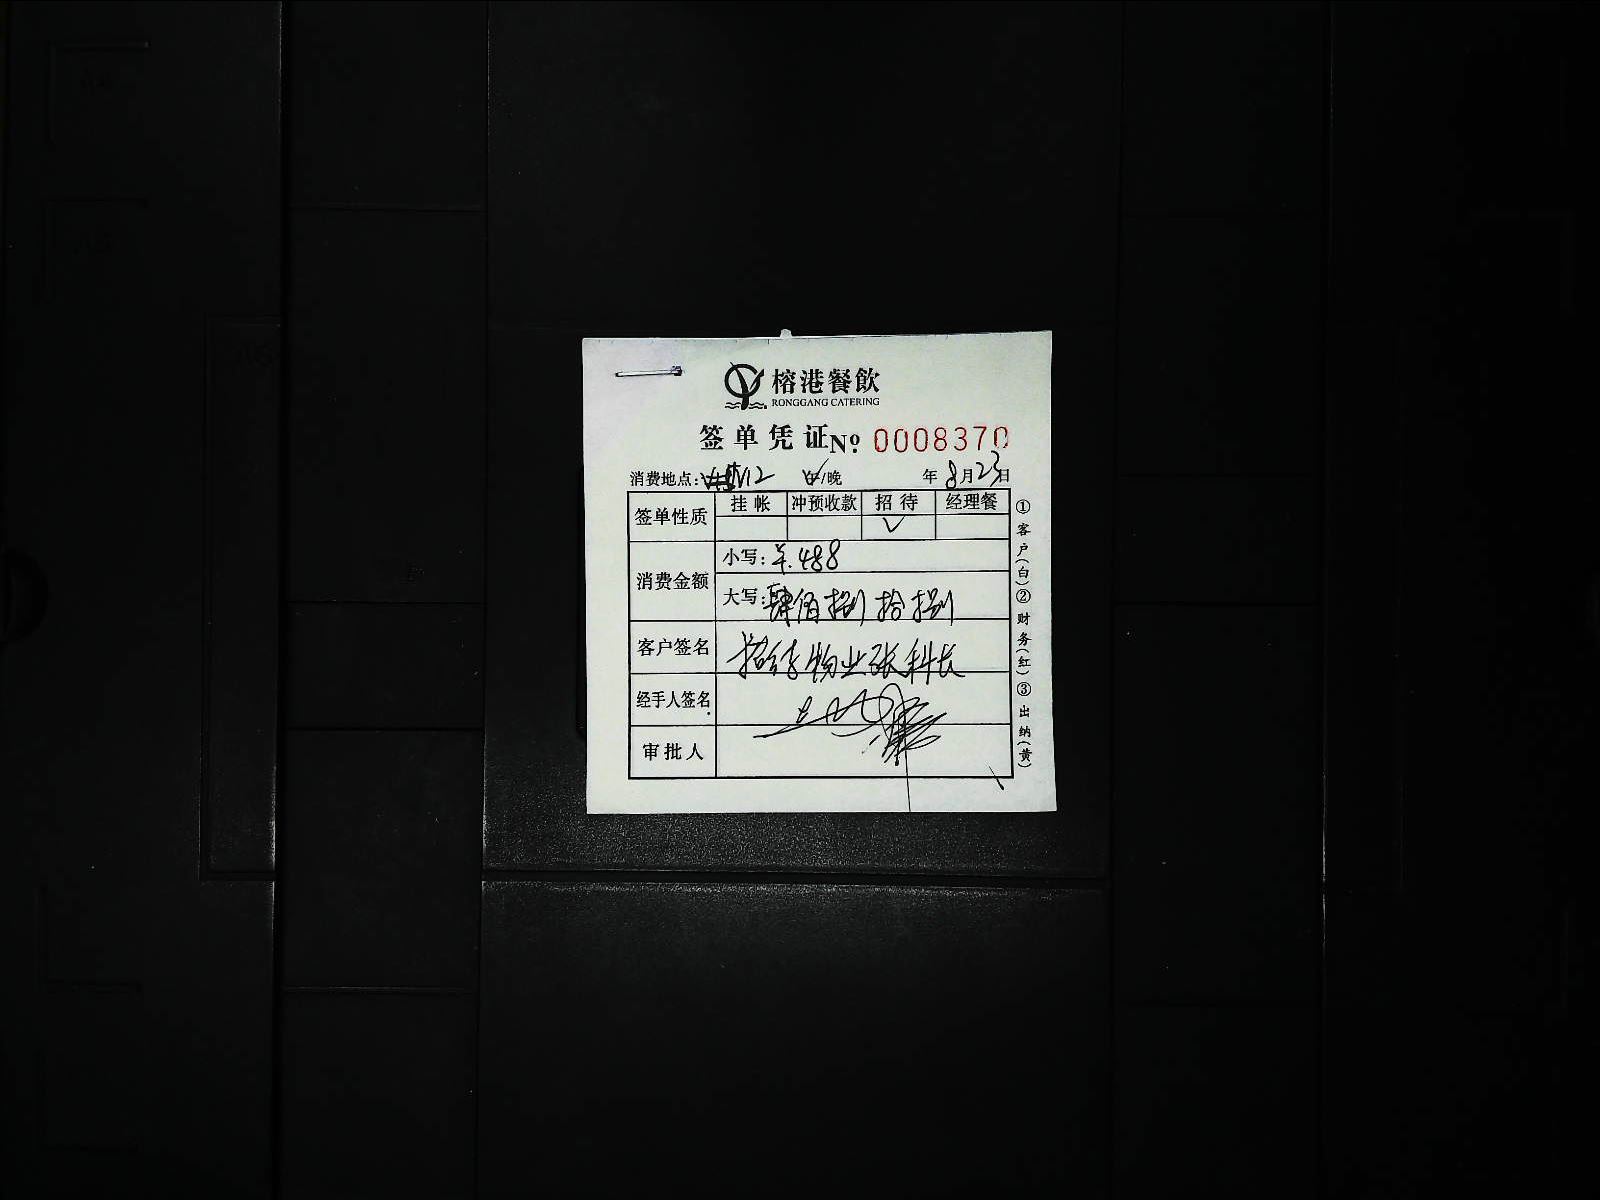 榕港餐飲
RONGGANG CATERING
签单凭证 No. 0008370
消费地点: V12 午/晚 年8月23日
签单性质 挂帐 冲预收款 招待 经理餐
✓
消费金额 小写:¥.488
大写:肆佰捌拾捌
客户签名 招待物业张科长
经手人签名
审批人
①客户(白)②财务(红)③出纳(黄)